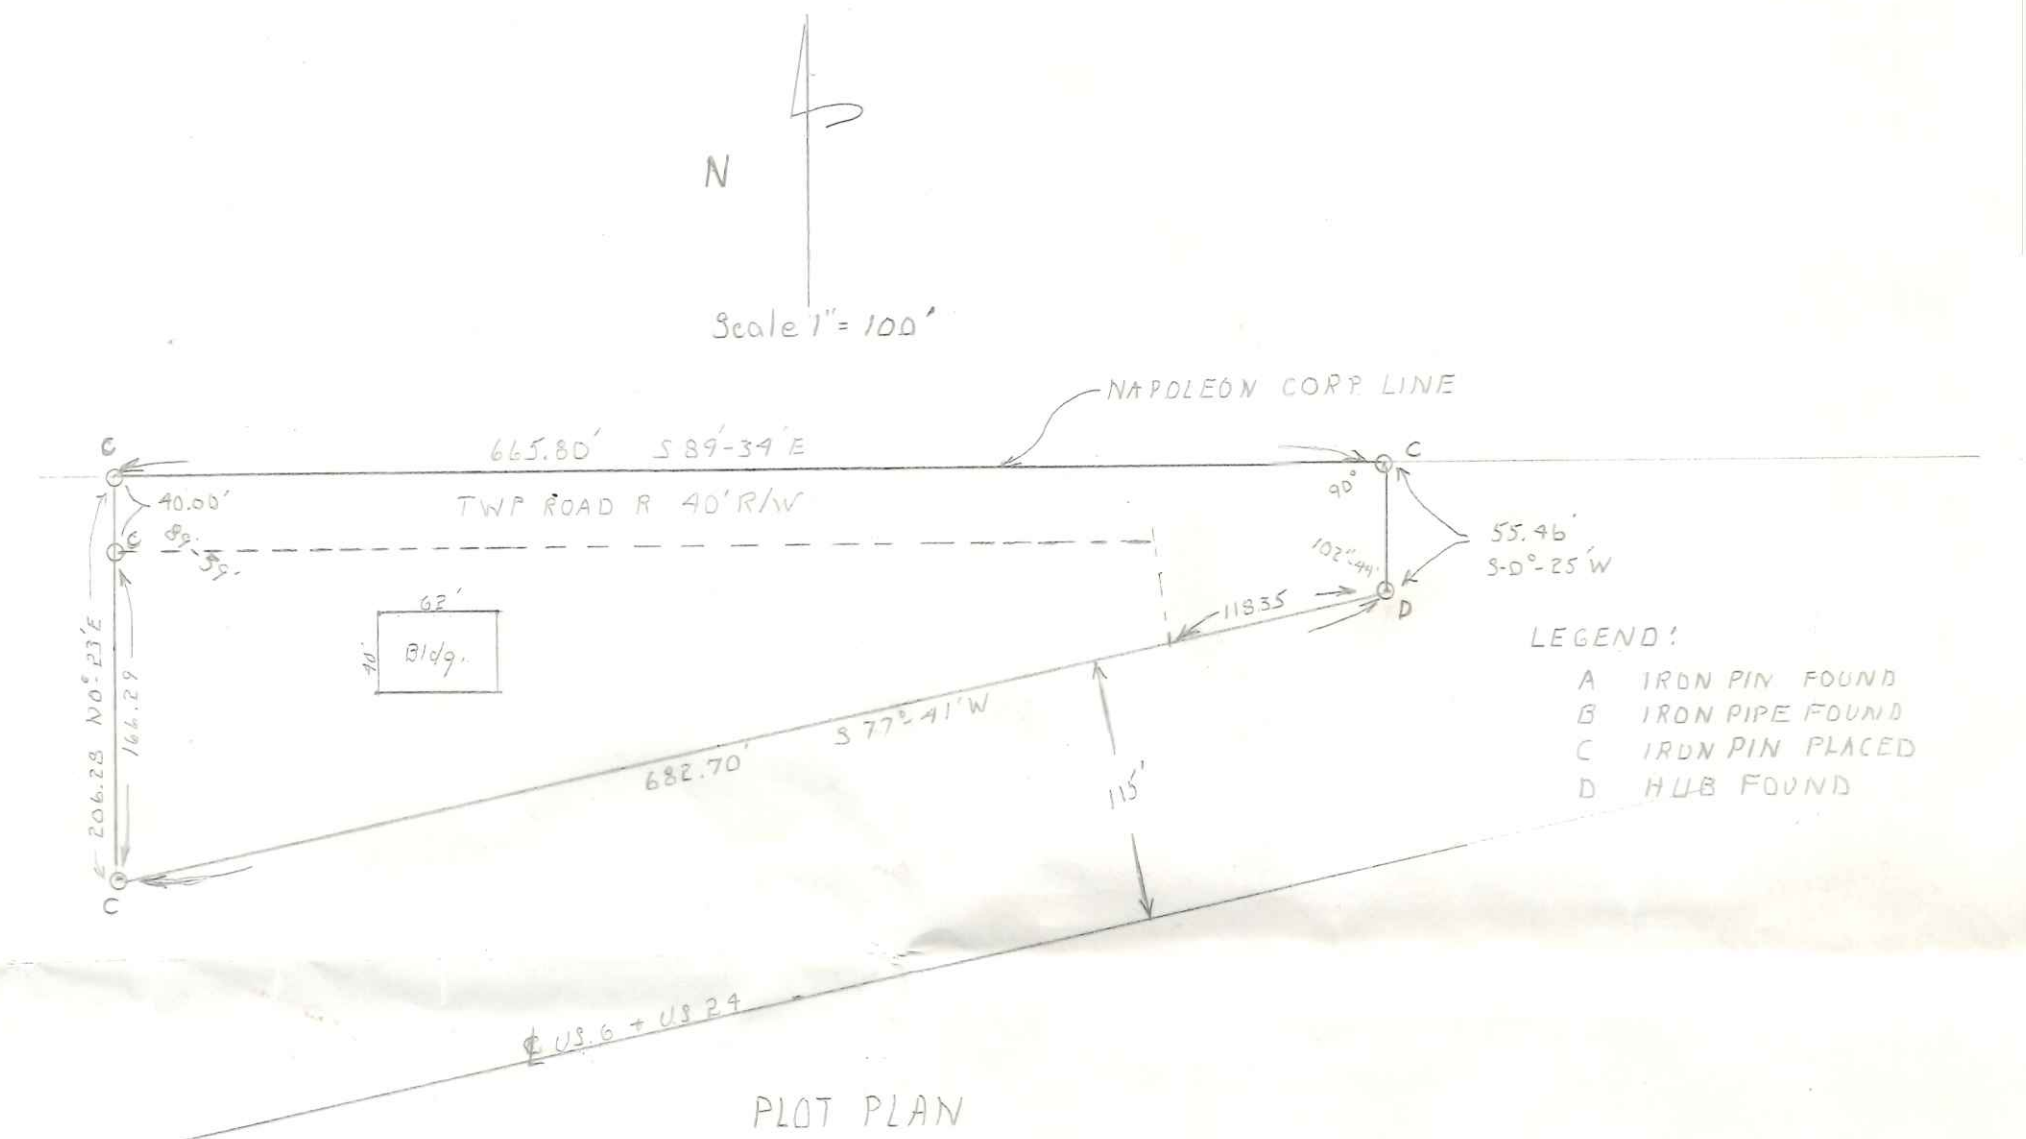 N
Scale 1"= 100'
NAPOLEON CORP. LINE
C
665.80' S 89°-34'E
C
40.00'
TWP ROAD R 40' R/W
90°
C
55.46'
S-0°-25'W
102°-44'
62'
40'
Bldg.
118.35
D
206.28 N0°-23'E
166.29
682.70'
S 77°-41'W
115'
C
LEGEND:
A IRON PIN FOUND
B IRON PIPE FOUND
C IRON PIN PLACED
D HUB FOUND
℄ US.6 + US 24
PLOT PLAN